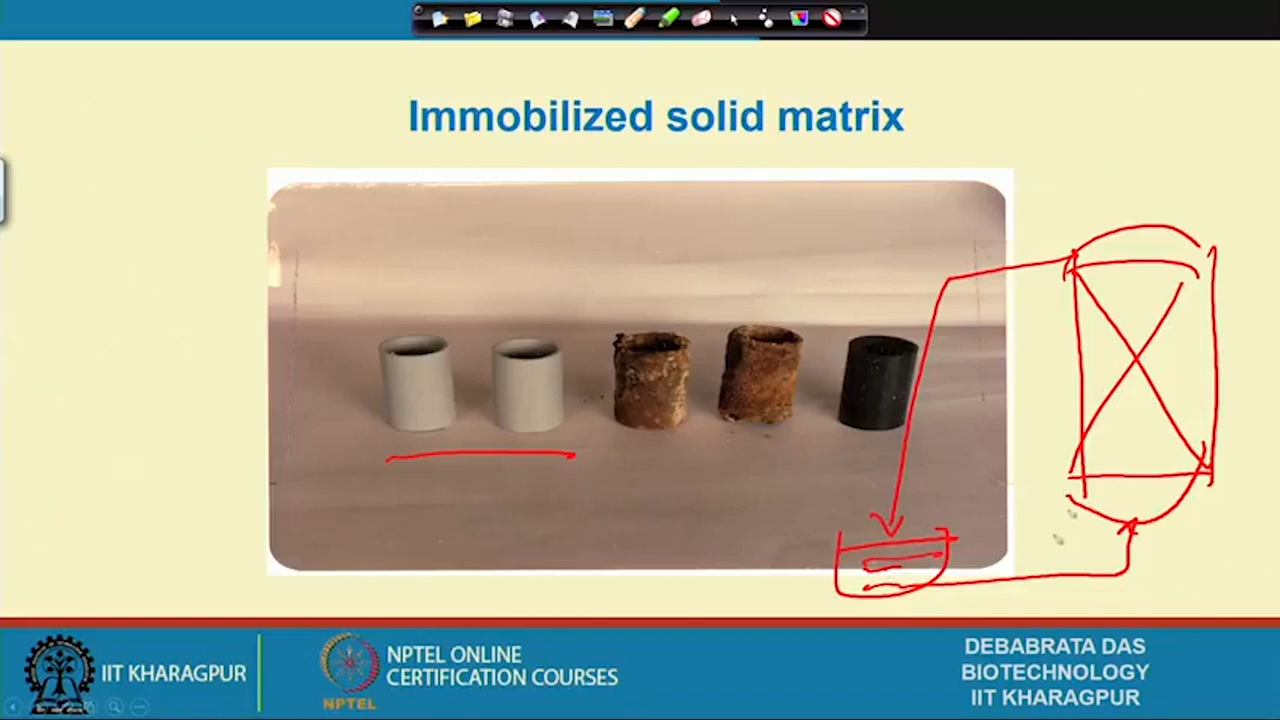 Immobilized solid matrix
IIT KHARAGPUR
NPTEL
NPTEL ONLINE
CERTIFICATION COURSES
DEBABRATA DAS
BIOTECHNOLOGY
IIT KHARAGPUR